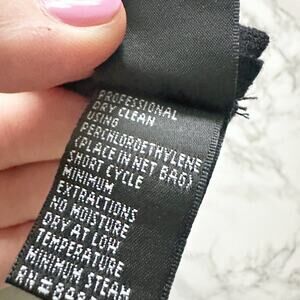 PROFESSIONAL
DRY CLEAN
USING
PERCHLOROETHYLENE
(PLACE IN NET BAG)
SHORT CYCLE
MINIMUM
EXTRACTIONS
NO MOISTURE
DRY AT LOW
TEMPERATURE
MINIMUM STEAM